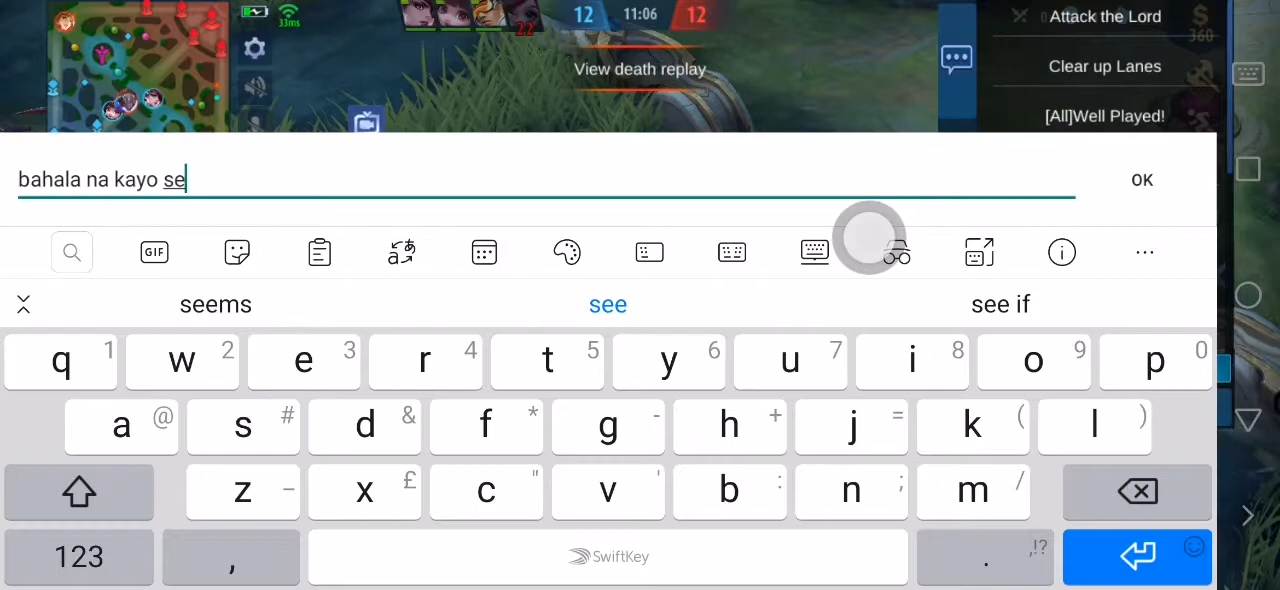 33ms
22
12 11:06 12
360
View death replay
Attack the Lord
Clear up Lanes
[All]Well Played!
bahala na kayo se
OK
GIF
seems see see if
q 1 w 2 e 3 r 4 t 5 y 6 u 7 i 8 o 9 p 0
a @ s # d & f * g - h + j = k ( l )
z _ x £ c " v ' b : n ; m /
123 , SwiftKey . ,!?